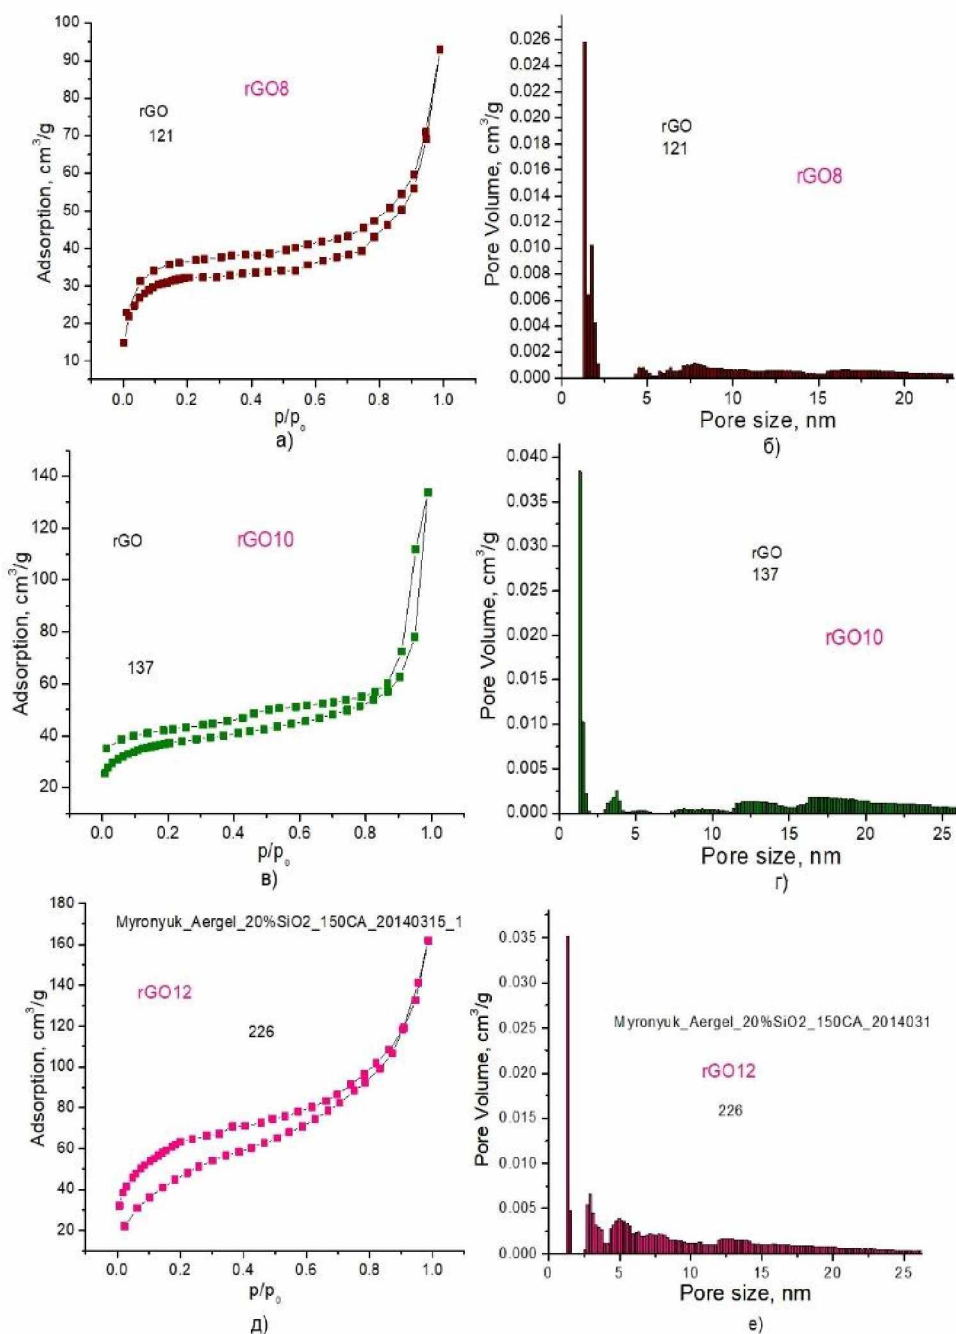 100
90
80
70
60
50
40
30
20
10
Adsorption, cm³/g
rGO8
rGO
121
0.0 0.2 0.4 0.6 0.8 1.0
p/p₀
а)
0.026
0.024
0.022
0.020
0.018
0.016
0.014
0.012
0.010
0.008
0.006
0.004
0.002
0.000
Pore Volume, cm³/g
rGO
121
rGO8
0 5 10 15 20
Pore size, nm
б)
140
120
100
80
60
40
20
Adsorption, cm³/g
rGO
rGO10
137
0.0 0.2 0.4 0.6 0.8 1.0
p/p₀
в)
0.040
0.035
0.030
0.025
0.020
0.015
0.010
0.005
0.000
Pore Volume, cm³/g
rGO
137
rGO10
0 5 10 15 20 25
Pore size, nm
г)
180
160
140
120
100
80
60
40
20
Adsorption, cm³/g
Myronyuk_Aergel_20%SiO2_150CA_20140315_1
rGO12
226
0.0 0.2 0.4 0.6 0.8 1.0
p/p₀
д)
0.035
0.030
0.025
0.020
0.015
0.010
0.005
0.000
Pore Volume, cm³/g
Myronyuk_Aergel_20%SiO2_150CA_2014031
rGO12
226
0 5 10 15 20 25
Pore size, nm
е)